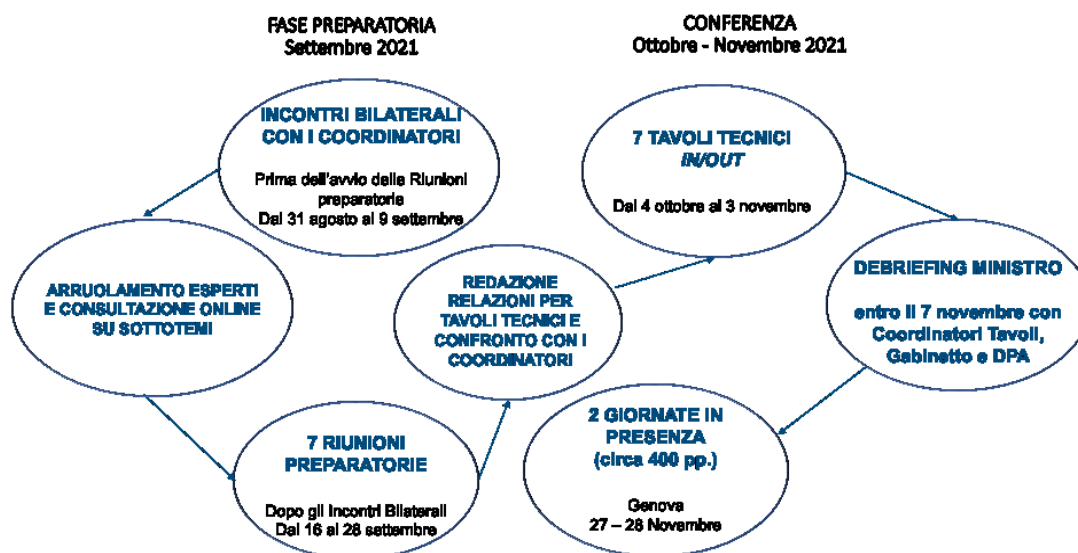 FASE PREPARATORIA
Settembre 2021
CONFERENZA
Ottobre - Novembre 2021
INCONTRI BILATERALI
CON I COORDINATORI
Prima dell'avvio delle Riunioni
preparatorie
Dal 31 agosto al 9 settembre
ARRUOLAMENTO ESPERTI
E CONSULTAZIONE ONLINE
SU SOTTOTEMI
7 RIUNIONI
PREPARATORIE
Dopo gli Incontri Bilaterali
Dal 16 al 28 settembre
REDAZIONE
RELAZIONI PER
TAVOLI TECNICI E
CONFRONTO CON I
COORDINATORI
7 TAVOLI TECNICI
IN/OUT
Dal 4 ottobre al 3 novembre
DEBRIEFING MINISTRO
entro il 7 novembre con
Coordinatori Tavoli,
Gabinetto e DPA
2 GIORNATE IN
PRESENZA
(circa 400 pp.)
Genova
27 – 28 Novembre